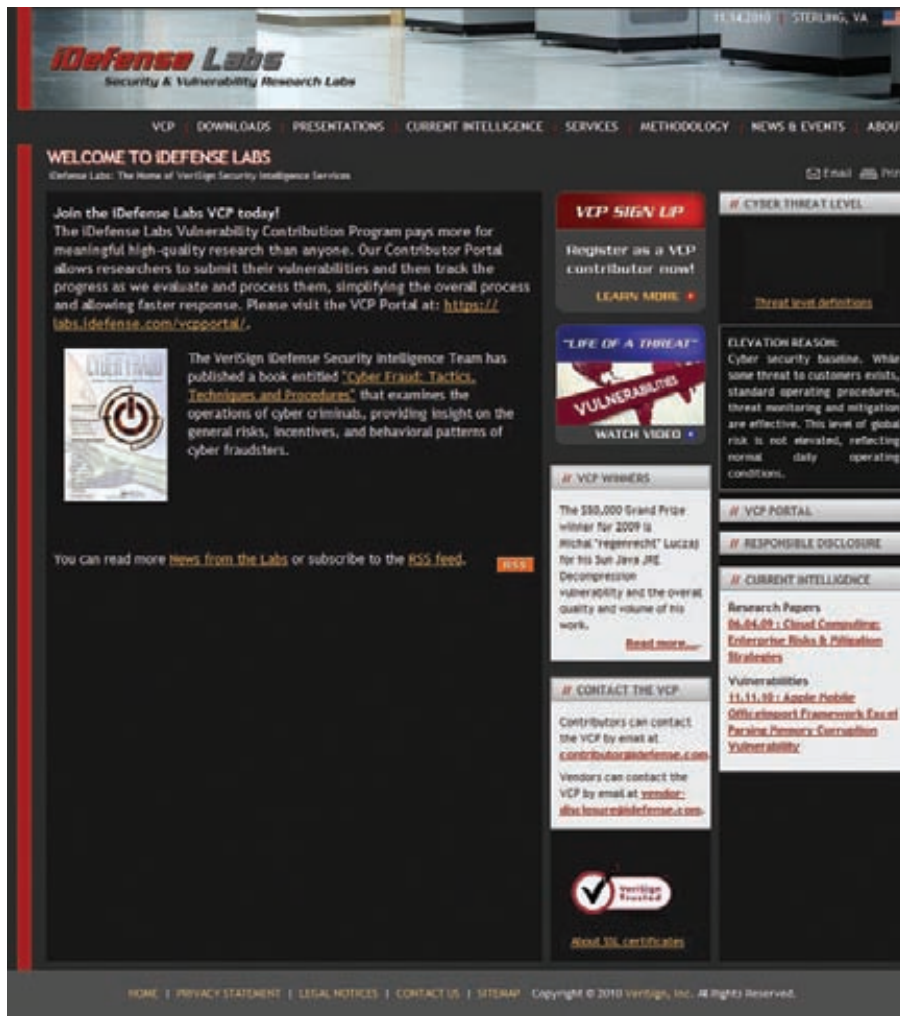 11.14.2010 | STERLING, VA
iDefense Labs
Security & Vulnerability Research Labs
VCP | DOWNLOADS | PRESENTATIONS | CURRENT INTELLIGENCE | SERVICES | METHODOLOGY | NEWS & EVENTS | ABOU
WELCOME TO IDEFENSE LABS
iDefense Labs: The Home of VeriSign Security Intelligence Services
Email Prin
Join the iDefense Labs VCP today!
The iDefense Labs Vulnerability Contribution Program pays more for
meaningful high-quality research than anyone. Our Contributor Portal
allows researchers to submit their vulnerabilities and then track the
progress as we evaluate and process them, simplifying the overall process
and allowing faster response. Please visit the VCP Portal at: https://
labs.idefense.com/vcpportal/.
CYBER FRAUD
The VeriSign iDefense Security Intelligence Team has
published a book entitled "Cyber Fraud: Tactics,
Techniques and Procedures" that examines the
operations of cyber criminals, providing insight on the
general risks, incentives, and behavioral patterns of
cyber fraudsters.
You can read more News from the Labs or subscribe to the RSS feed.
RSS
VCP SIGN UP
Register as a VCP
contributor now!
LEARN MORE
"LIFE OF A THREAT"
VULNERABILITIES
WATCH VIDEO
// VCP WINNERS
The $50,000 Grand Prize
winner for 2009 is
Michal "regenrecht" Luczaj
for his Sun Java JRE
Decompression
vulnerability and the overall
quality and volume of his
work.
Read more...
// CONTACT THE VCP
Contributors can contact
the VCP by email at
contributor@idefense.com.
Vendors can contact the
VCP by email at vendor-
disclosure@idefense.com.
VeriSign
Trusted
About SSL certificates
// CYBER THREAT LEVEL
Threat level definitions
ELEVATION REASON:
Cyber security baseline. While
some threat to customers exists,
standard operating procedures,
threat monitoring and mitigation
are effective. This level of global
risk is not elevated, reflecting
normal daily operating
conditions.
// VCP PORTAL
// RESPONSIBLE DISCLOSURE
// CURRENT INTELLIGENCE
Research Papers
06.04.09 : Cloud Computing:
Enterprise Risks & Mitigation
Strategies
Vulnerabilities
11.11.10 : Apple Mobile
OfficeImport Framework Excel
Parsing Memory Corruption
Vulnerability
HOME | PRIVACY STATEMENT | LEGAL NOTICES | CONTACT US | SITEMAP Copyright © 2010 VeriSign, Inc. All Rights Reserved.